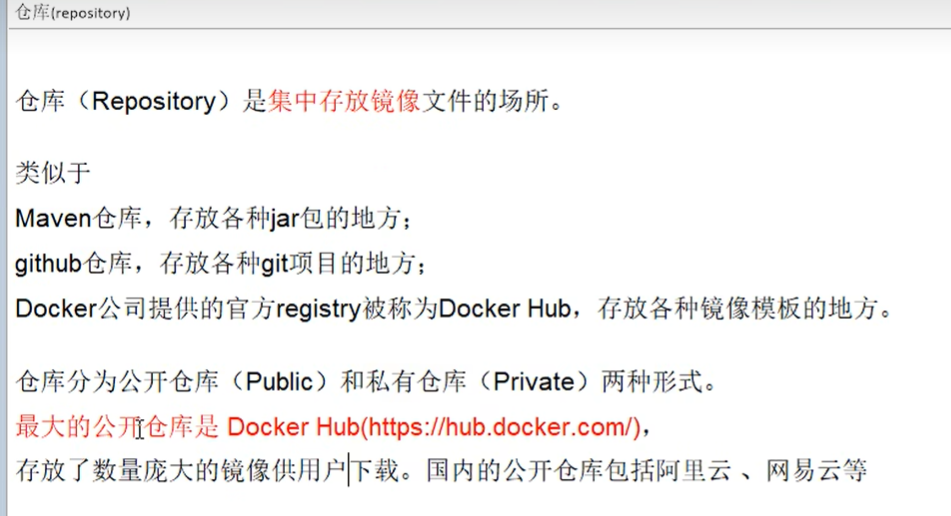 仓库(repository)
仓库（Repository）是集中存放镜像文件的场所。
类似于
Maven仓库，存放各种jar包的地方；
github仓库，存放各种git项目的地方；
Docker公司提供的官方registry被称为Docker Hub，存放各种镜像模板的地方。
仓库分为公开仓库（Public）和私有仓库（Private）两种形式。
最大的公开仓库是 Docker Hub(https://hub.docker.com/)，
存放了数量庞大的镜像供用户下载。国内的公开仓库包括阿里云 、网易云等